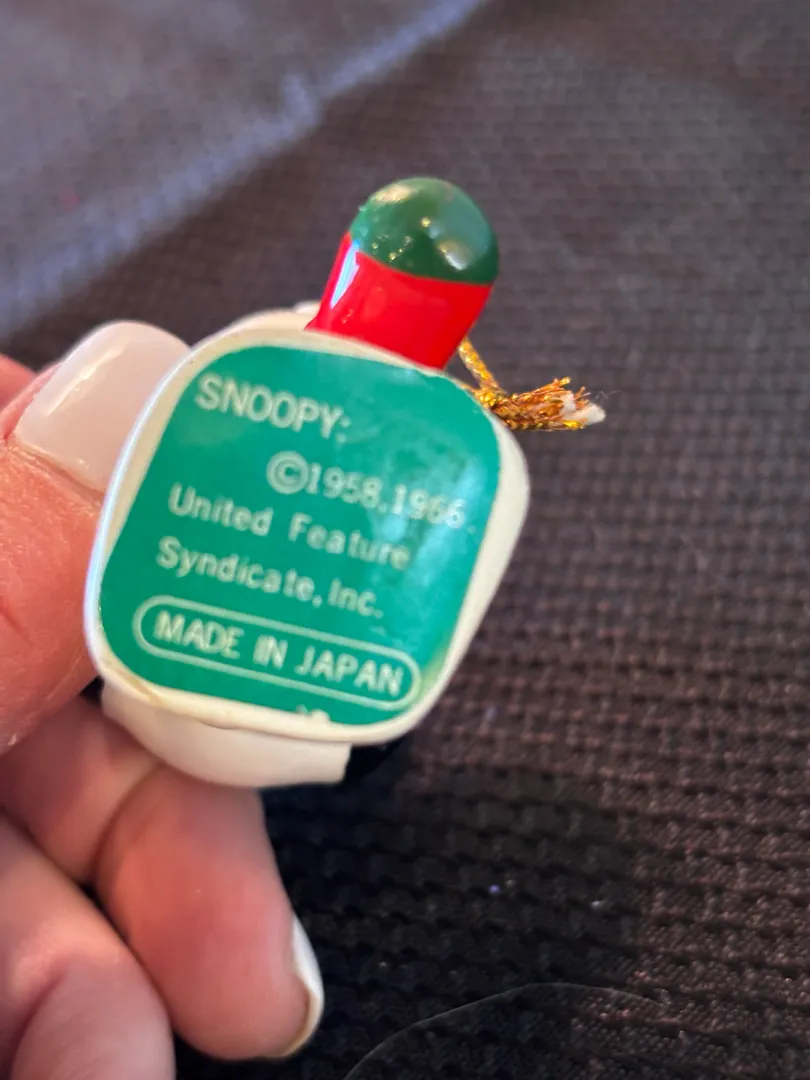 SNOOPY:
©1958,1966
United Feature
Syndicate, Inc.
MADE IN JAPAN